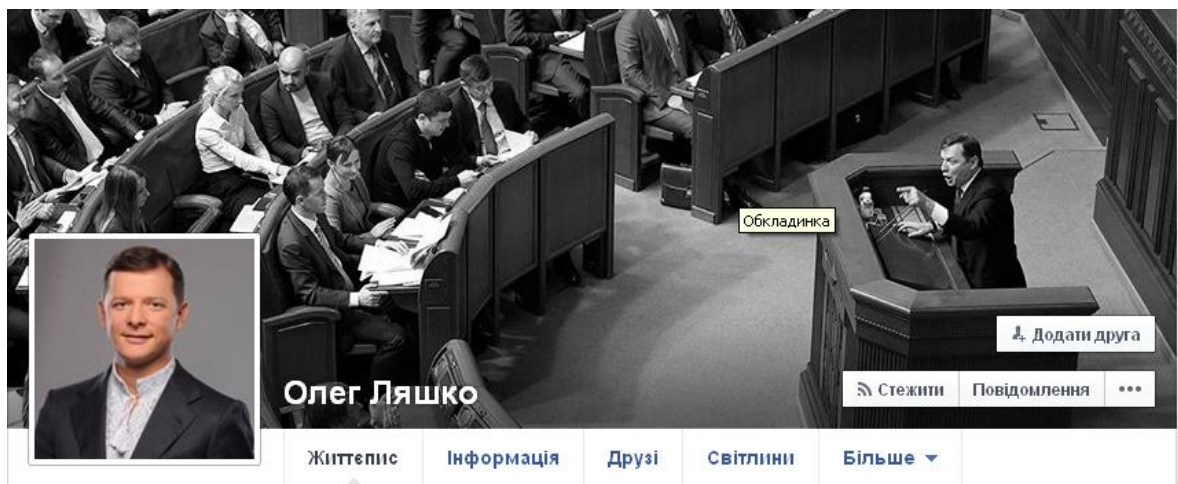 Обкладинка
Додати друга
Олег Ляшко
Стежити Повідомлення •••
Життєпис Інформація Друзі Світлини Більше